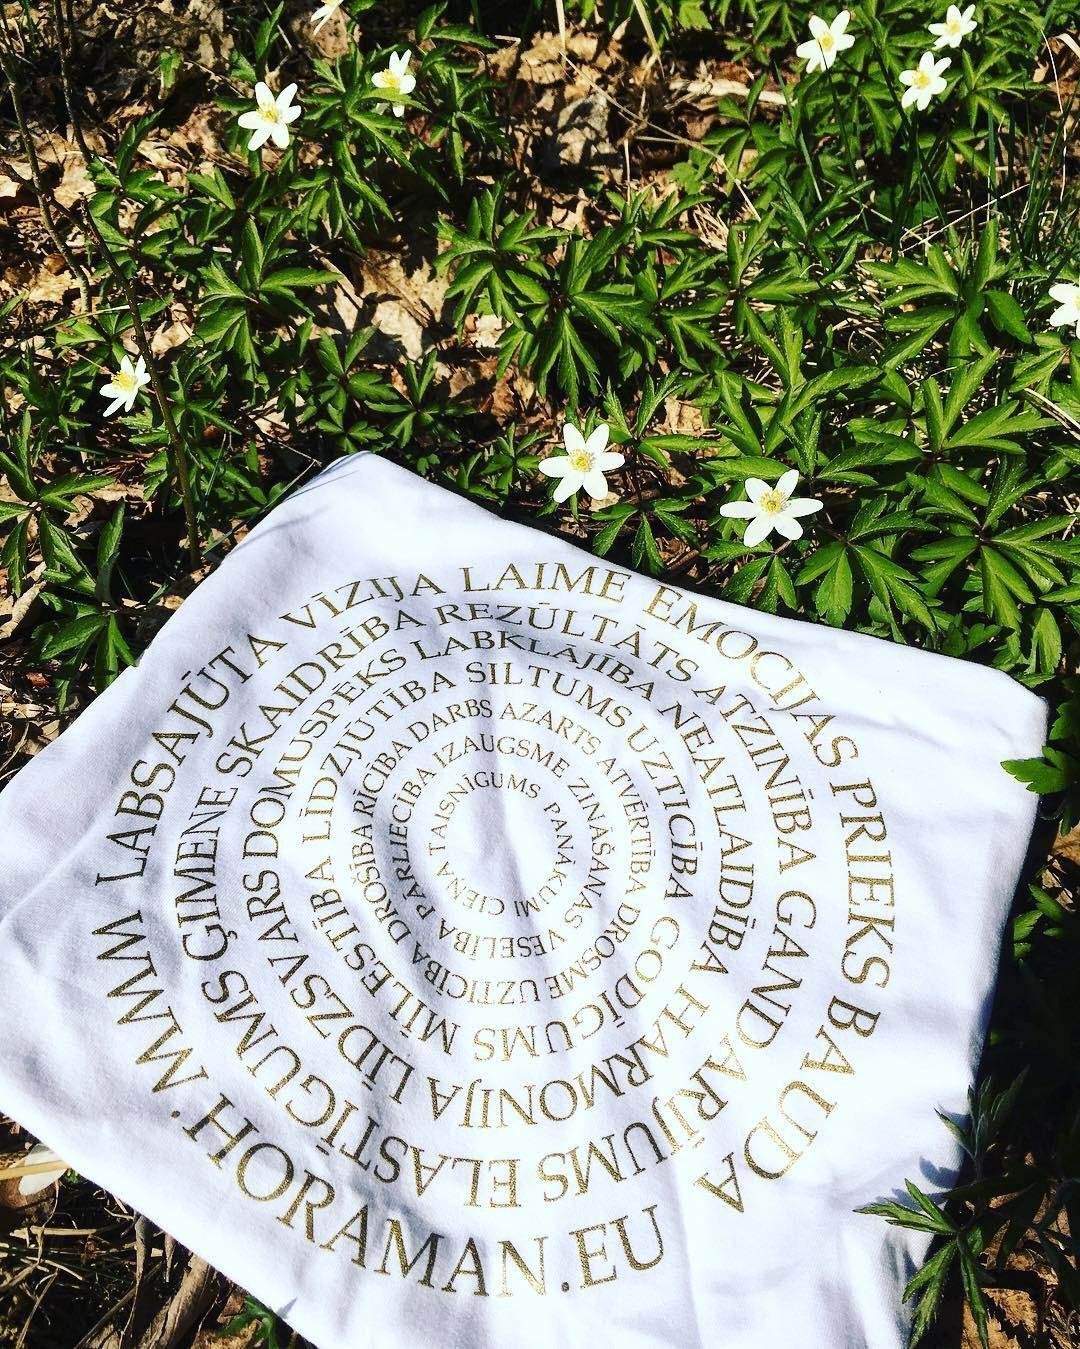 LABSAJŪTA VĪZIJA LAIME EMOCIJAS PRIEKS BAUDA
WWW.HORAMAN.EU
ĢIMENE SKAIDRĪBA REZŪLTĀTS ATZINĪBA GANDARĪJUMS ELASTĪGUMS
LĪDZSVARS DOMUSPĒKS LABKLĀJĪBA NEATLAIDĪBA HARMONIJA
MĪLESTĪBA LĪDZJŪTĪBA SILTUMS UZTICĪBA GODĪGUMS
DROŠĪBA RĪCĪBA DARBS AZARTS ATVĒRTĪBA DROSME UZTICĪBA
PĀRLIECĪBA IZAUGSME ZINĀŠANAS VESELĪBA
CIEŅA TAISNĪGUMS PANĀKUMI